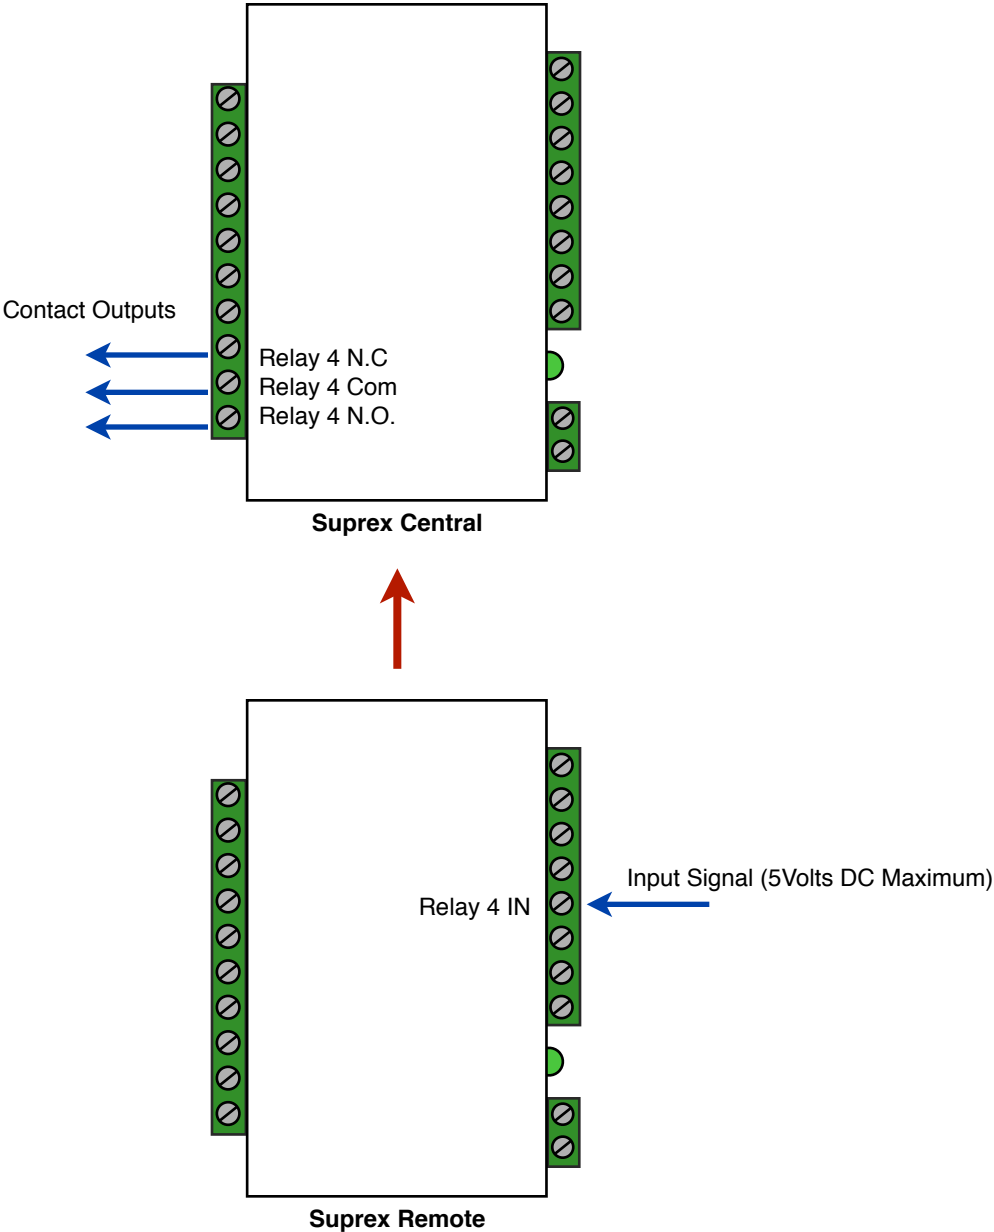 Contact Outputs
Relay 4 N.C
Relay 4 Com
Relay 4 N.O.
Suprex Central
Input Signal (5Volts DC Maximum)
Relay 4 IN
Suprex Remote